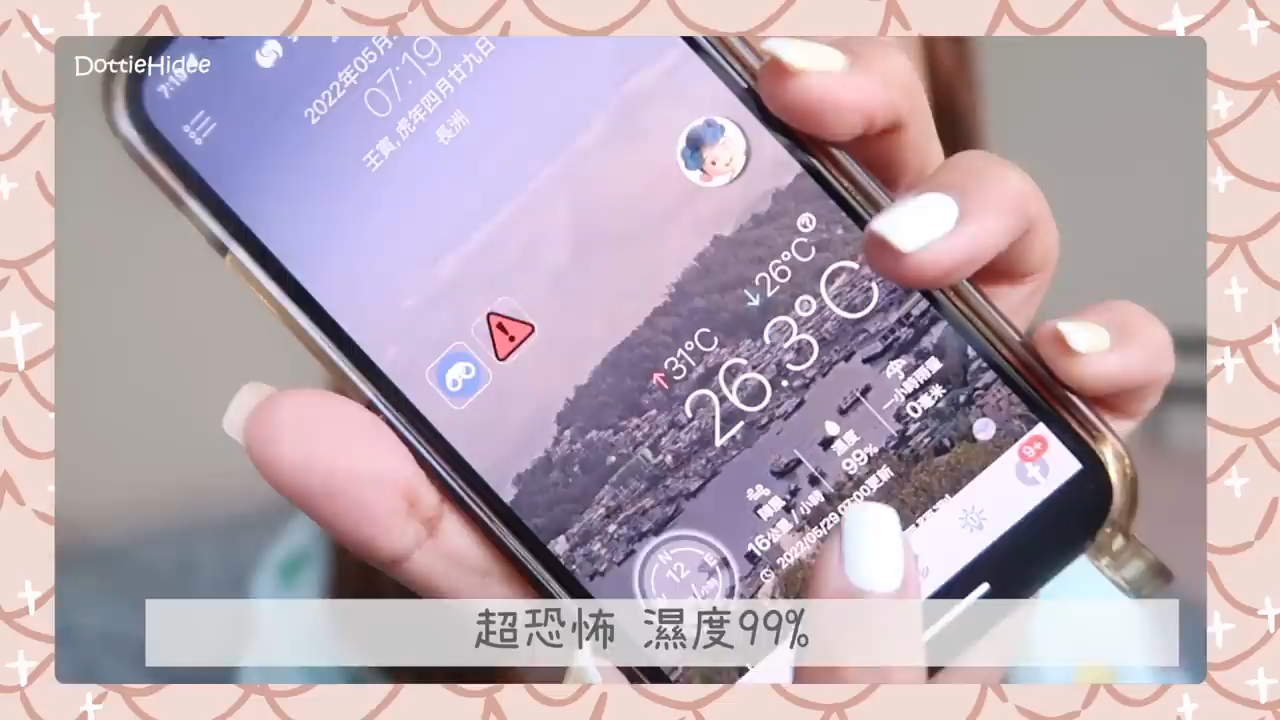 DottieHidee
2022年05月
07:19
壬寅,虎年四月廿九日
長洲
26°C
31°C
26.3°C
一小時雨量
0毫米
濕度
99%
16公里/小時
2022/05/29 07:00更新
9+
N
E
12
超恐怖 濕度99%